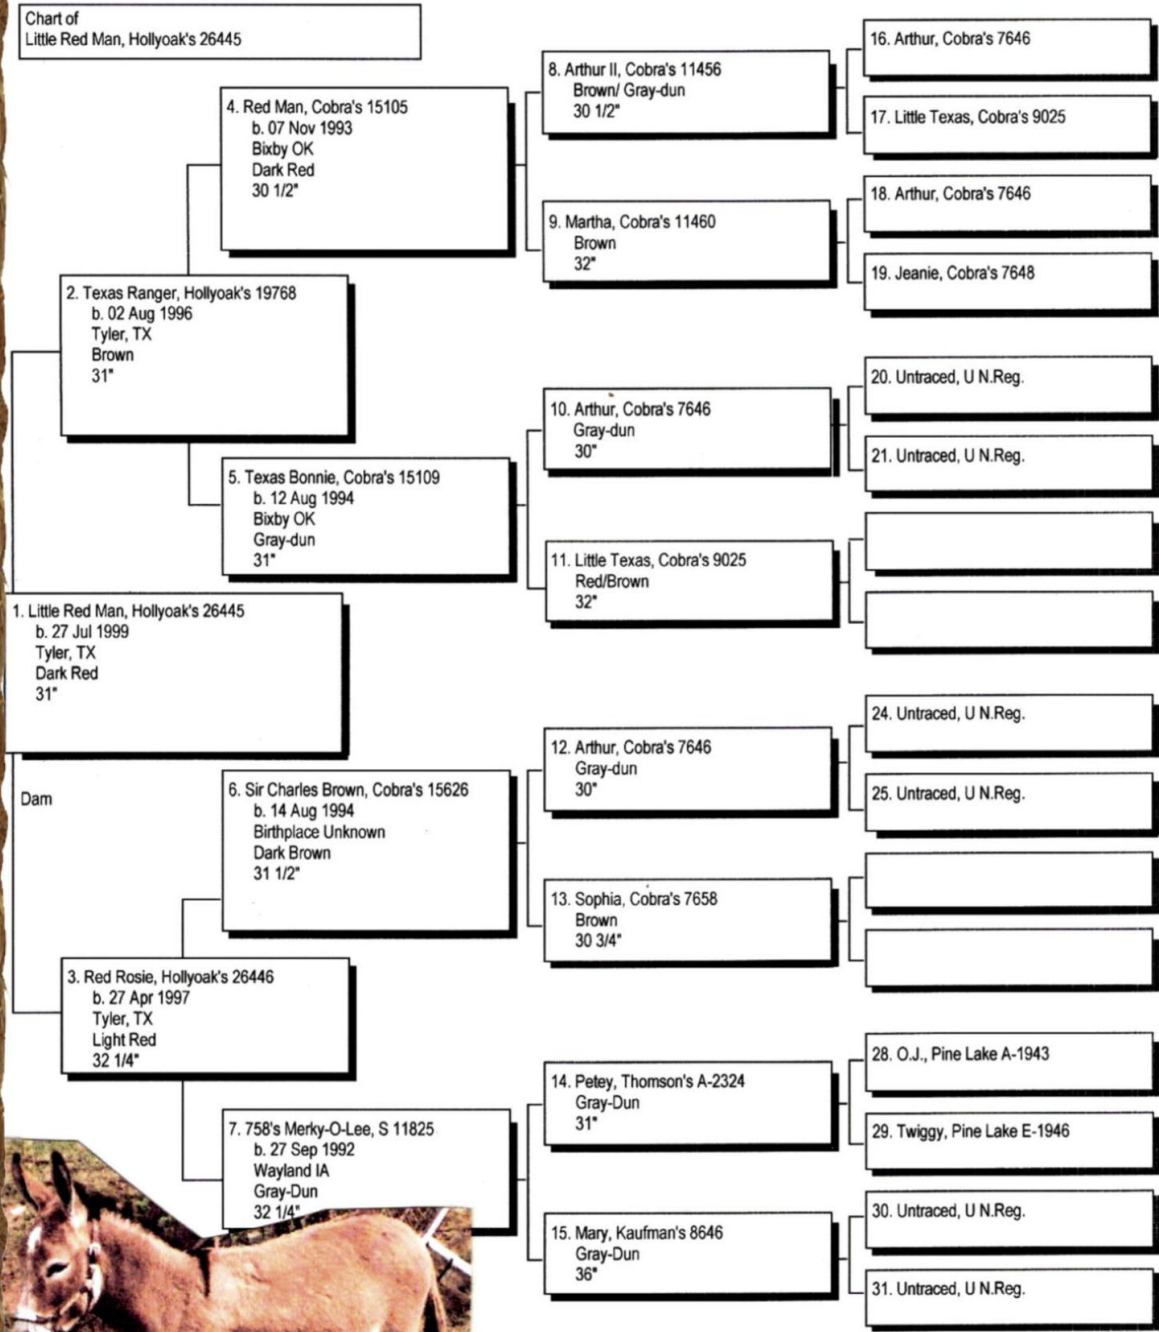 Chart of
Little Red Man, Hollyoak's 26445
1. Little Red Man, Hollyoak's 26445
b. 27 Jul 1999
Tyler, TX
Dark Red
31"
Dam
2. Texas Ranger, Hollyoak's 19768
b. 02 Aug 1996
Tyler, TX
Brown
31"
3. Red Rosie, Hollyoak's 26446
b. 27 Apr 1997
Tyler, TX
Light Red
32 1/4"
4. Red Man, Cobra's 15105
b. 07 Nov 1993
Bixby OK
Dark Red
30 1/2"
5. Texas Bonnie, Cobra's 15109
b. 12 Aug 1994
Bixby OK
Gray-dun
31"
6. Sir Charles Brown, Cobra's 15626
b. 14 Aug 1994
Birthplace Unknown
Dark Brown
31 1/2"
7. 758's Merky-O-Lee, S 11825
b. 27 Sep 1992
Wayland IA
Gray-Dun
32 1/4"
8. Arthur II, Cobra's 11456
Brown/ Gray-dun
30 1/2"
9. Martha, Cobra's 11460
Brown
32"
10. Arthur, Cobra's 7646
Gray-dun
30"
11. Little Texas, Cobra's 9025
Red/Brown
32"
12. Arthur, Cobra's 7646
Gray-dun
30"
13. Sophia, Cobra's 7658
Brown
30 3/4"
14. Petey, Thomson's A-2324
Gray-Dun
31"
15. Mary, Kaufman's 8646
Gray-Dun
36"
16. Arthur, Cobra's 7646
17. Little Texas, Cobra's 9025
18. Arthur, Cobra's 7646
19. Jeanie, Cobra's 7648
20. Untraced, U N.Reg.
21. Untraced, U N.Reg.
24. Untraced, U N.Reg.
25. Untraced, U N.Reg.
28. O.J., Pine Lake A-1943
29. Twiggy, Pine Lake E-1946
30. Untraced, U N.Reg.
31. Untraced, U N.Reg.